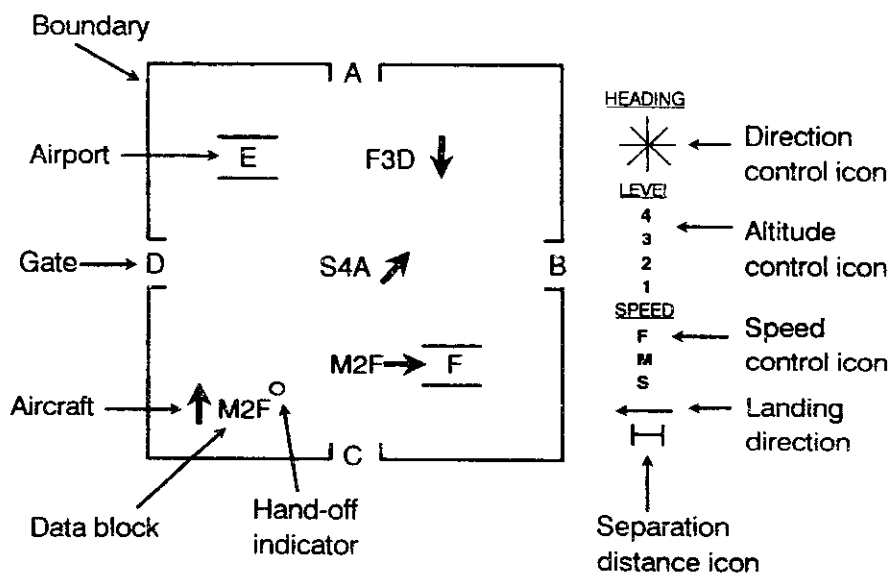 Boundary
A
HEADING
Airport
E
F3D
Direction
control icon
LEVEL
4
3
2
1
Altitude
control icon
Gate
D
S4A
B
SPEED
F
M
S
Speed
control icon
M2F
F
Aircraft
M2F
Landing
direction
C
Data block
Hand-off
indicator
Separation
distance icon